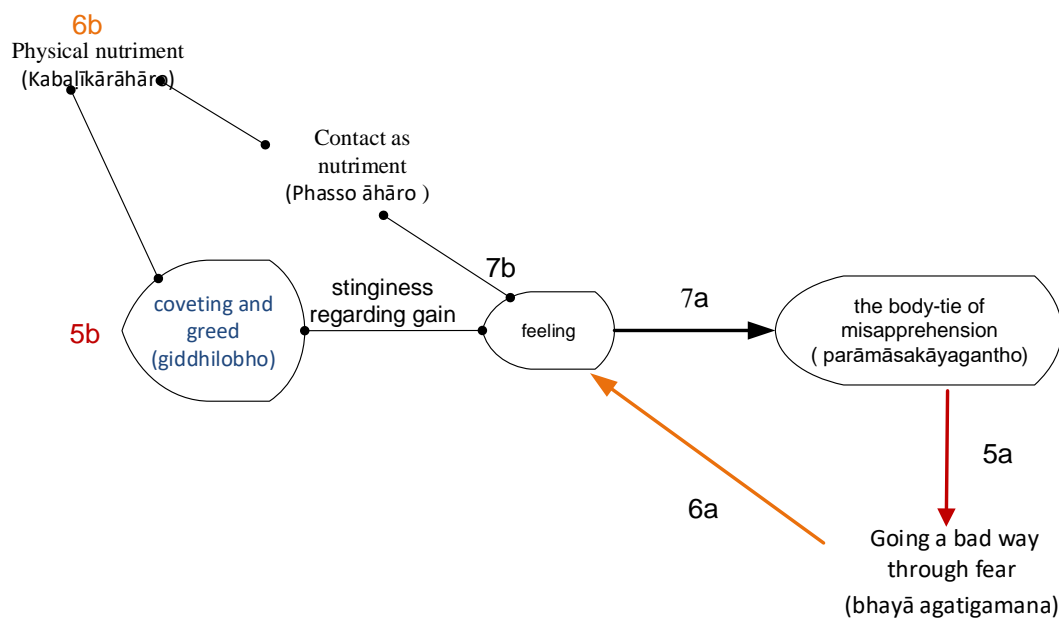 6b
Physical nutriment
(Kabaḷīkārāhāro)
Contact as
nutriment
(Phasso āhāro )
7b
stinginess
regarding gain
coveting and
greed
(giddhilobho)
5b
feeling
7a
the body-tie of
misapprehension
( parāmāsakāyagantho)
5a
6a
Going a bad way
through fear
(bhayā agatigamana)